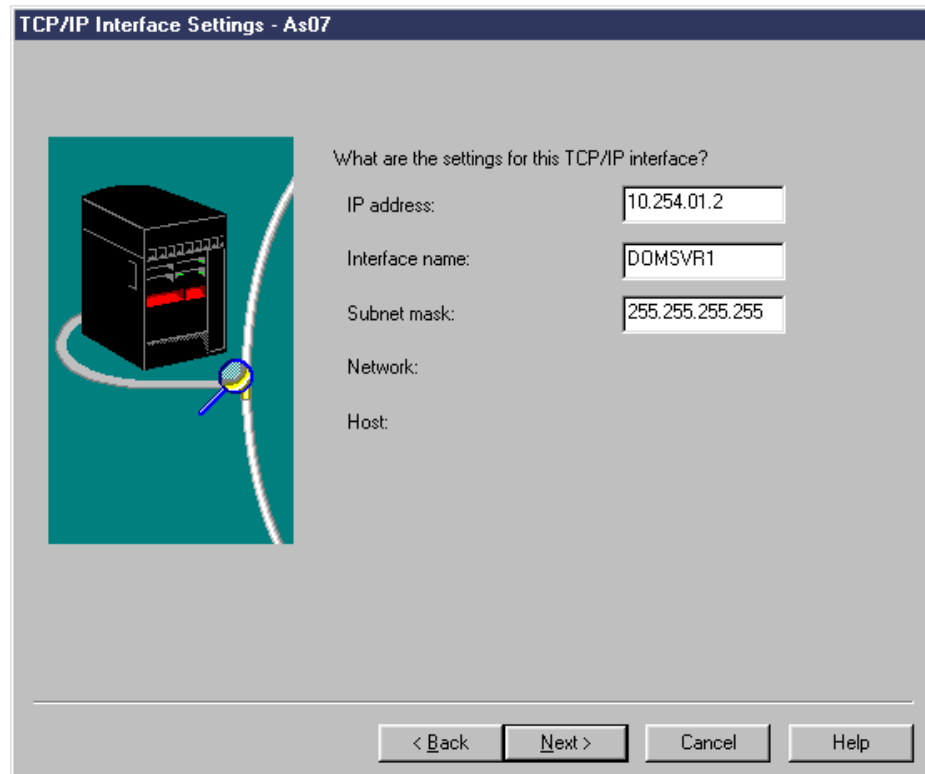 TCP/IP Interface Settings - As07
What are the settings for this TCP/IP interface?
IP address: 10.254.01.2
Interface name: DOMSVR1
Subnet mask: 255.255.255.255
Network:
Host:
< Back Next > Cancel Help